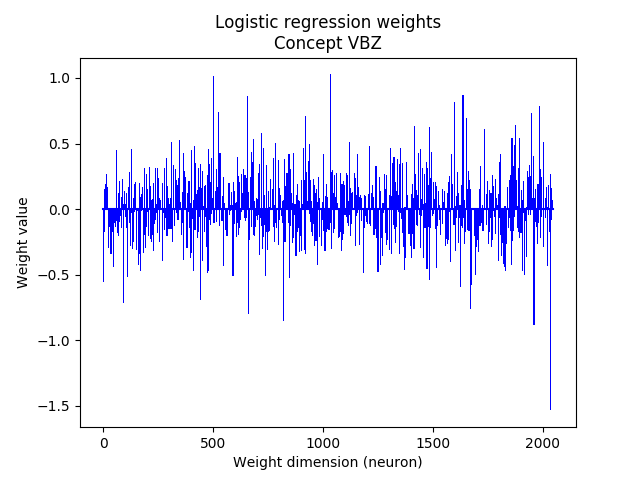 Logistic regression weights
Concept VBZ
1.0
0.5
0.0
−0.5
−1.0
−1.5
Weight value
0 500 1000 1500 2000
Weight dimension (neuron)